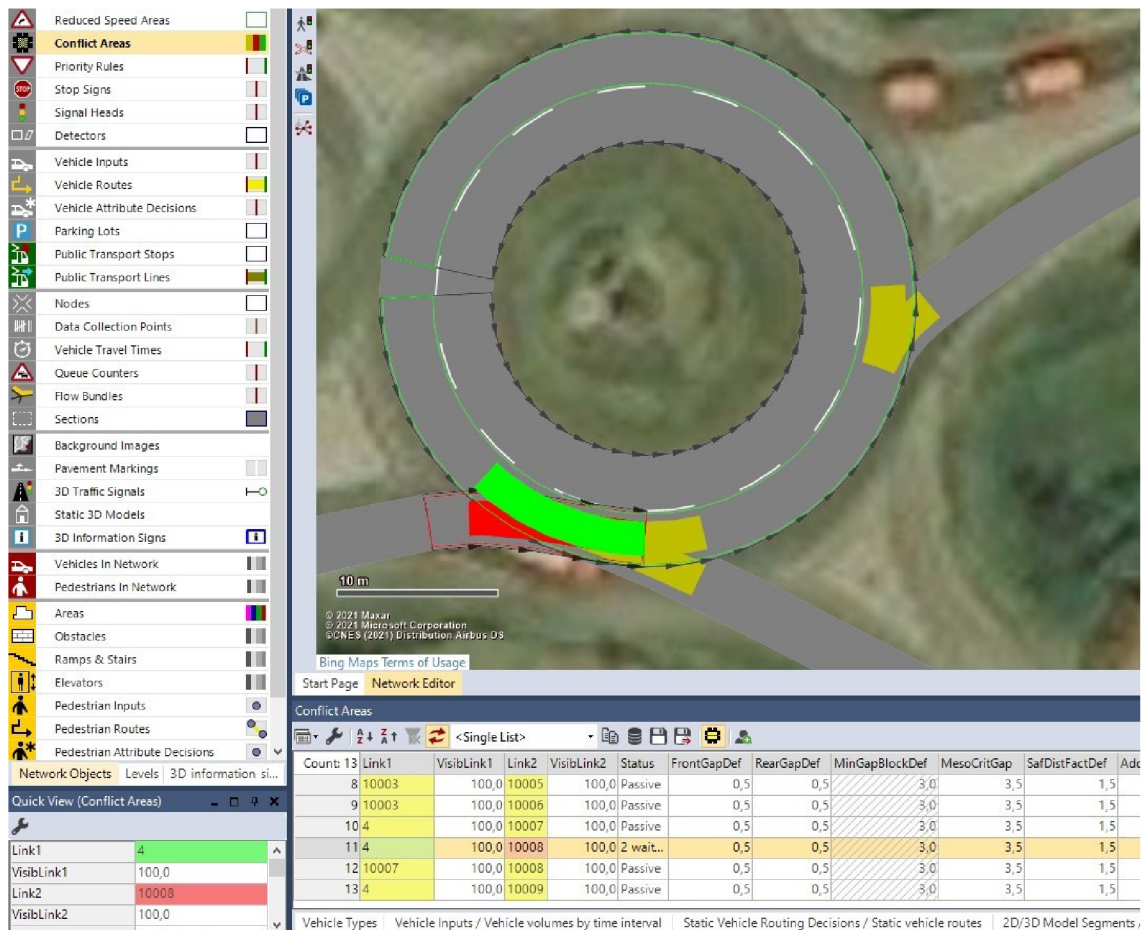 Reduced Speed Areas
Conflict Areas
Priority Rules
STOP Stop Signs
Signal Heads
Detectors
Vehicle Inputs
Vehicle Routes
Vehicle Attribute Decisions
P Parking Lots
Public Transport Stops
Public Transport Lines
Nodes
Data Collection Points
Vehicle Travel Times
Queue Counters
Flow Bundles
Sections
Background Images
Pavement Markings
3D Traffic Signals
Static 3D Models
3D Information Signs
Vehicles In Network
Pedestrians In Network
Areas
Obstacles
Ramps & Stairs
Elevators
Pedestrian Inputs
Pedestrian Routes
Pedestrian Attribute Decisions
Network Objects Levels 3D information si...
Quick View (Conflict Areas)
Link1 4
VisibLink1 100,0
Link2 10008
VisibLink2 100,0
P
10 m
© 2021 Maxar
© 2021 Microsoft Corporation
©CNES (2021) Distribution Airbus DS
Bing Maps Terms of Usage
Start Page Network Editor
Conflict Areas
<Single List>
Count: 13 Link1 VisibLink1 Link2 VisibLink2 Status FrontGapDef RearGapDef MinGapBlockDef MesoCritGap SafDistFactDef Add
8 10003 100,0 10005 100,0 Passive 0,5 0,5 3,0 3,5 1,5
9 10003 100,0 10006 100,0 Passive 0,5 0,5 3,0 3,5 1,5
10 4 100,0 10007 100,0 Passive 0,5 0,5 3,0 3,5 1,5
11 4 100,0 10008 100,0 2 wait... 0,5 0,5 3,0 3,5 1,5
12 10007 100,0 10008 100,0 Passive 0,5 0,5 3,0 3,5 1,5
13 4 100,0 10009 100,0 Passive 0,5 0,5 3,0 3,5 1,5
Vehicle Types Vehicle Inputs / Vehicle volumes by time interval Static Vehicle Routing Decisions / Static vehicle routes 2D/3D Model Segments